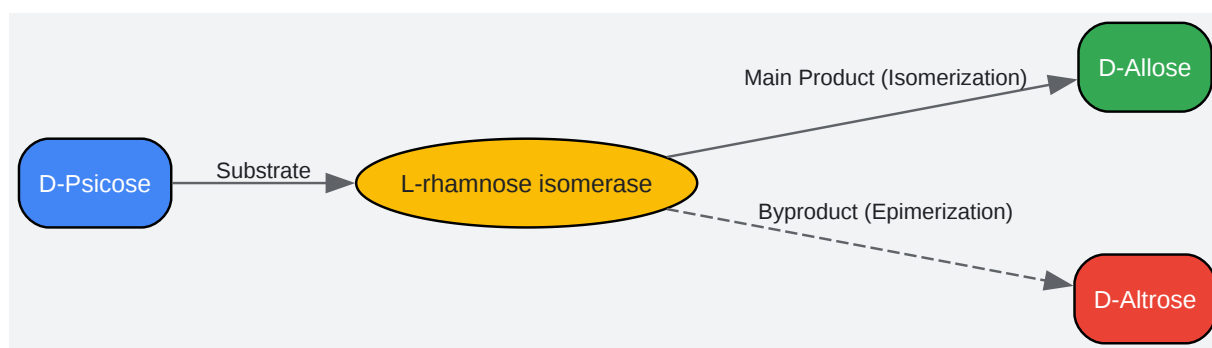 D-Psicose
Substrate
L-rhamnose isomerase
Main Product (Isomerization)
D-Allose
Byproduct (Epimerization)
D-Altrose